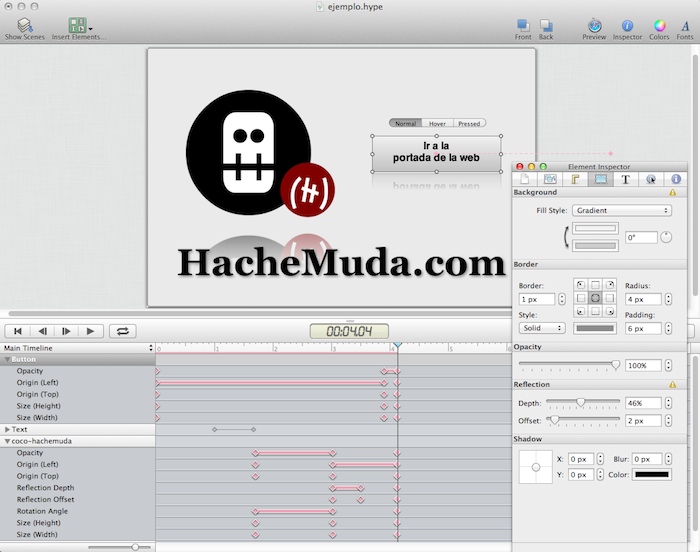 ejemplo.hype
Show Scenes
Insert Elements...
Front
Back
Preview
Inspector
Colors
Fonts
Normal
Hover
Pressed
Ir a la
portada de la web
(H)
HacheMuda.com
Element Inspector
Background
Fill Style:
Gradient
0°
Border
Border:
Radius:
1 px
4 px
Style:
Padding:
Solid
6 px
Opacity
100%
Reflection
Depth:
46%
Offset:
2 px
Shadow
X:
0 px
Blur:
0 px
Y:
0 px
Color:
00:04.04
Main Timeline
0
1
2
3
4
5
6
Button
Opacity
Origin (Left)
Origin (Top)
Size (Height)
Size (Width)
Text
coco-hachemuda
Opacity
Origin (Left)
Origin (Top)
Reflection Depth
Reflection Offset
Rotation Angle
Size (Height)
Size (Width)